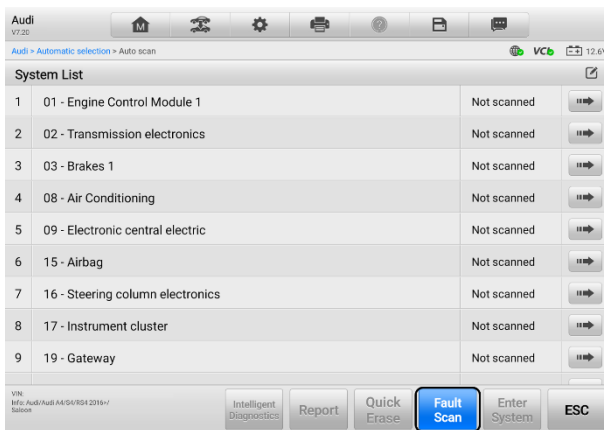 Audi
V7.20
M
?
Audi > Automatic selection > Auto scan
VCb
12.6V
System List
1 01 - Engine Control Module 1 Not scanned
2 02 - Transmission electronics Not scanned
3 03 - Brakes 1 Not scanned
4 08 - Air Conditioning Not scanned
5 09 - Electronic central electric Not scanned
6 15 - Airbag Not scanned
7 16 - Steering column electronics Not scanned
8 17 - Instrument cluster Not scanned
9 19 - Gateway Not scanned
VIN:
Info: Audi/Audi A4/S4/RS4 2016>/
Saloon
Intelligent
Diagnostics
Report
Quick
Erase
Fault
Scan
Enter
System
ESC